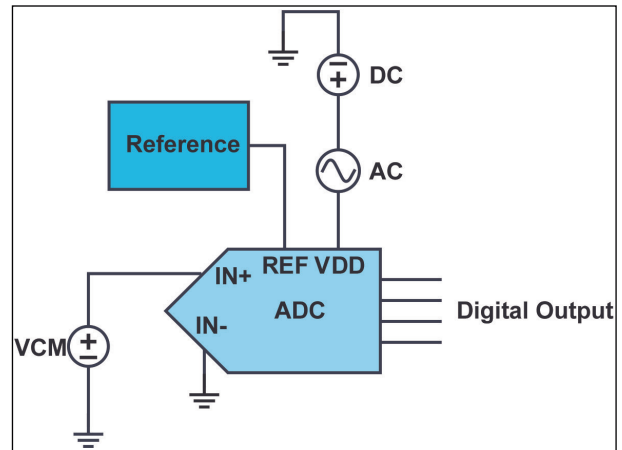 DC
Reference
AC
REF VDD
IN+
ADC
IN-
Digital Output
VCM